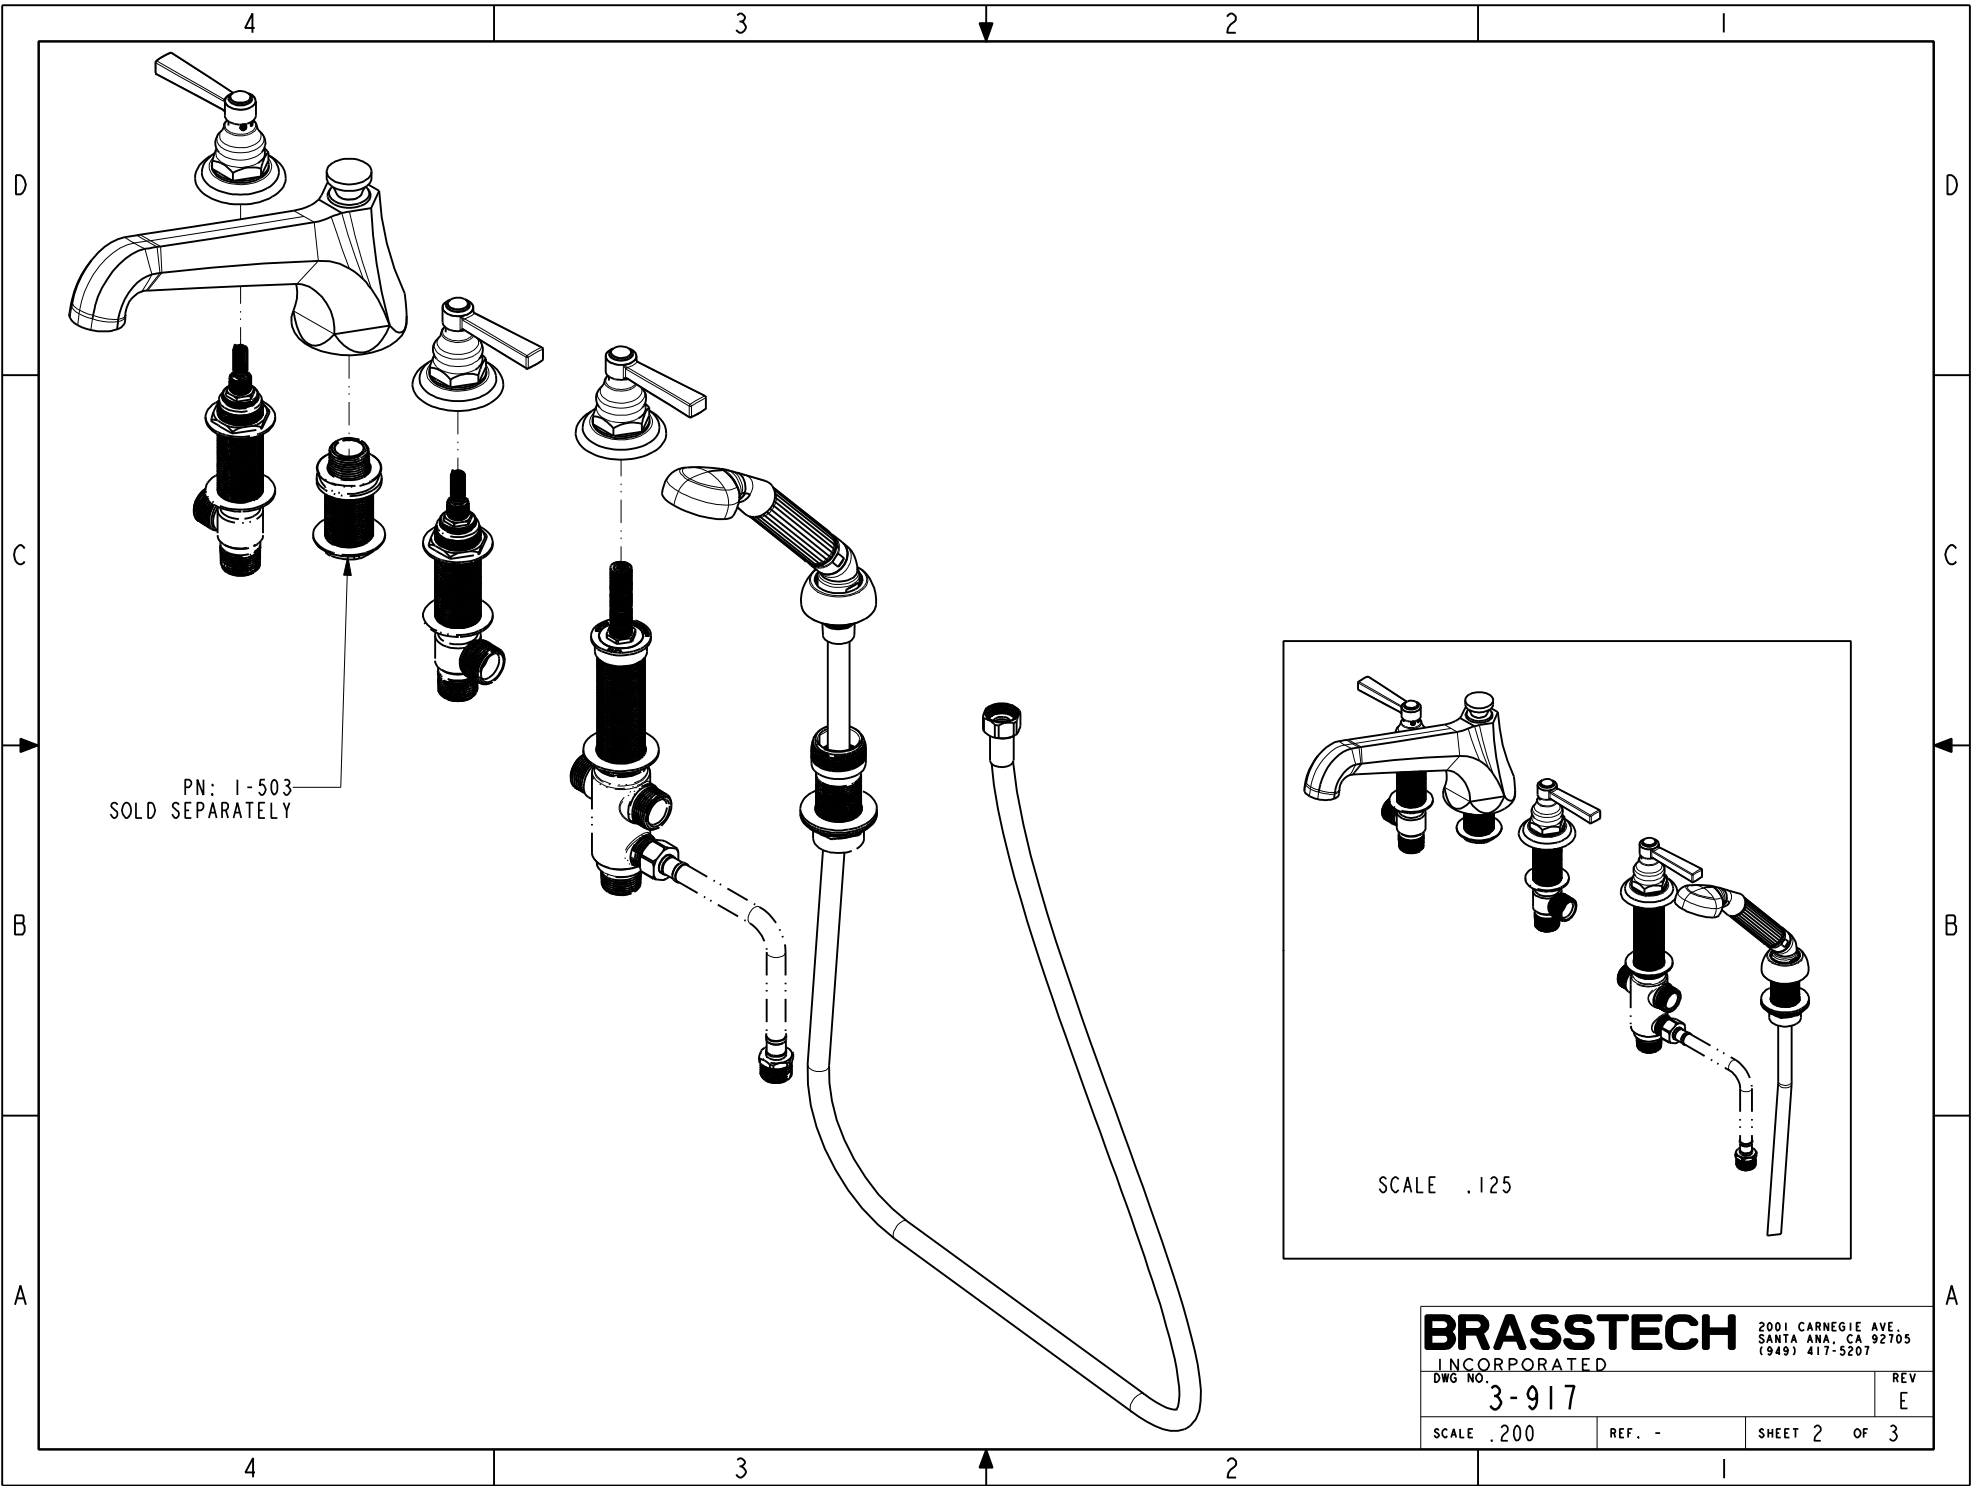 4 3 2 1
D D
C C
PN: 1-503
SOLD SEPARATELY
B B
SCALE .125
A A
BRASSTECH
INCORPORATED
2001 CARNEGIE AVE.
SANTA ANA, CA 92705
(949) 417-5207
DWG NO.
3-917
REV
E
SCALE .200 REF. - SHEET 2 OF 3
4 3 2 1